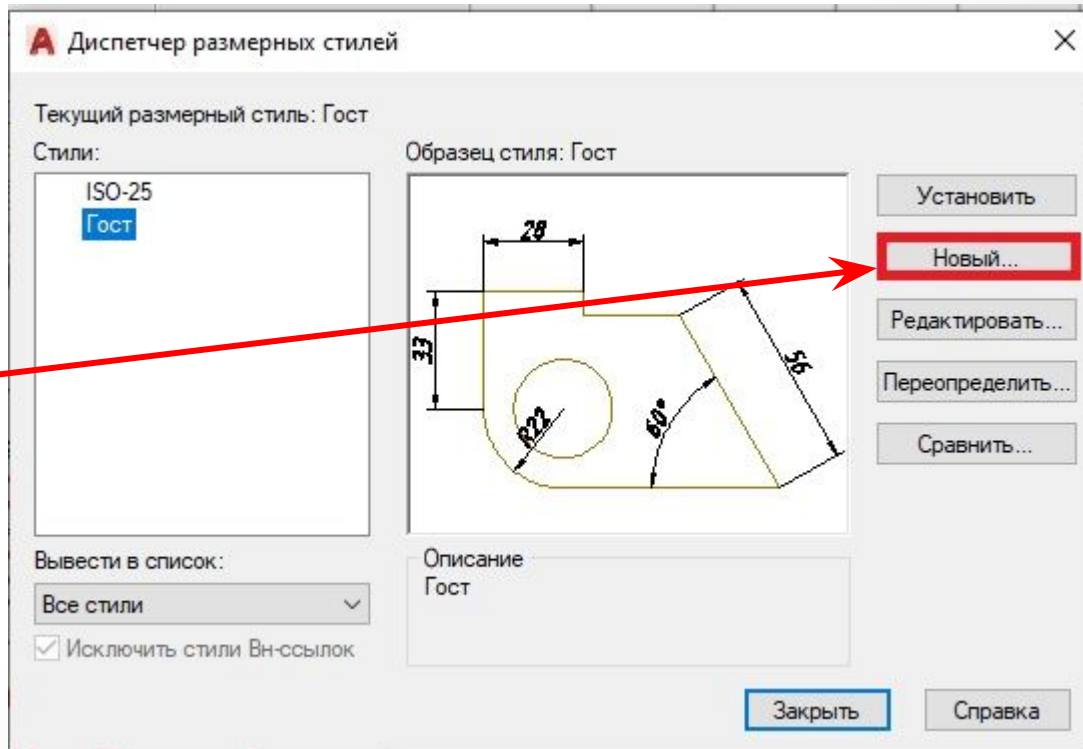 Диспетчер размерных стилей
Текущий размерный стиль: Гост
Стили:
ISO-25
Гост
Образец стиля: Гост
28
33
R22
60°
56
Установить
Новый...
Редактировать...
Переопределить...
Сравнить...
Вывести в список:
Все стили
Исключить стили Вн-ссылок
Описание
Гост
Закрыть
Справка